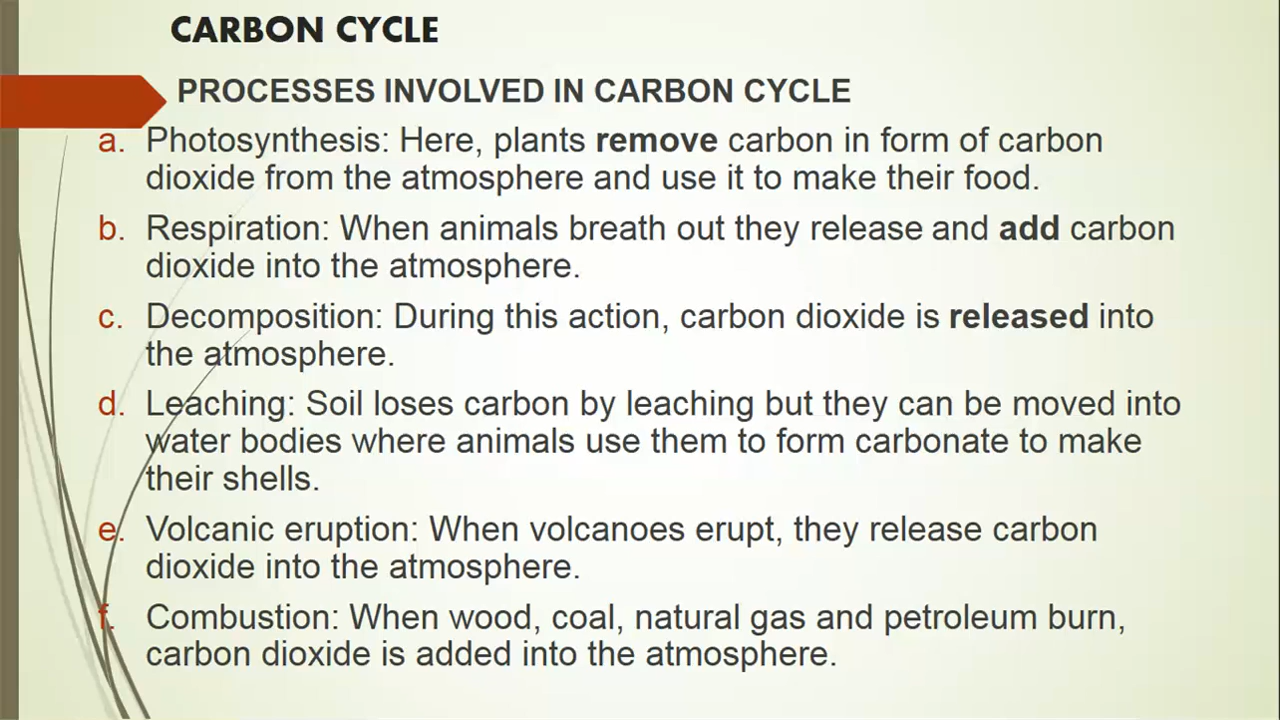 CARBON CYCLE
PROCESSES INVOLVED IN CARBON CYCLE
a. Photosynthesis: Here, plants remove carbon in form of carbon
dioxide from the atmosphere and use it to make their food.
b. Respiration: When animals breath out they release and add carbon
dioxide into the atmosphere.
c. Decomposition: During this action, carbon dioxide is released into
the atmosphere.
d. Leaching: Soil loses carbon by leaching but they can be moved into
water bodies where animals use them to form carbonate to make
their shells.
e. Volcanic eruption: When volcanoes erupt, they release carbon
dioxide into the atmosphere.
f. Combustion: When wood, coal, natural gas and petroleum burn,
carbon dioxide is added into the atmosphere.